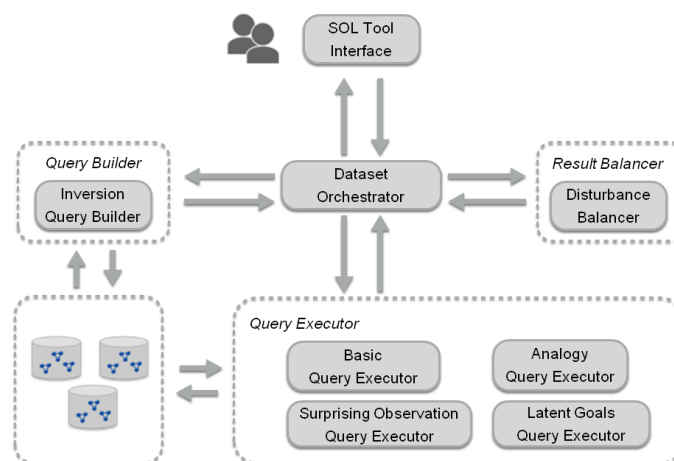 SOL Tool
Interface
Query Builder
Inversion
Query Builder
Dataset
Orchestrator
Result Balancer
Disturbance
Balancer
Query Executor
Basic
Query Executor
Analogy
Query Executor
Surprising Observation
Query Executor
Latent Goals
Query Executor